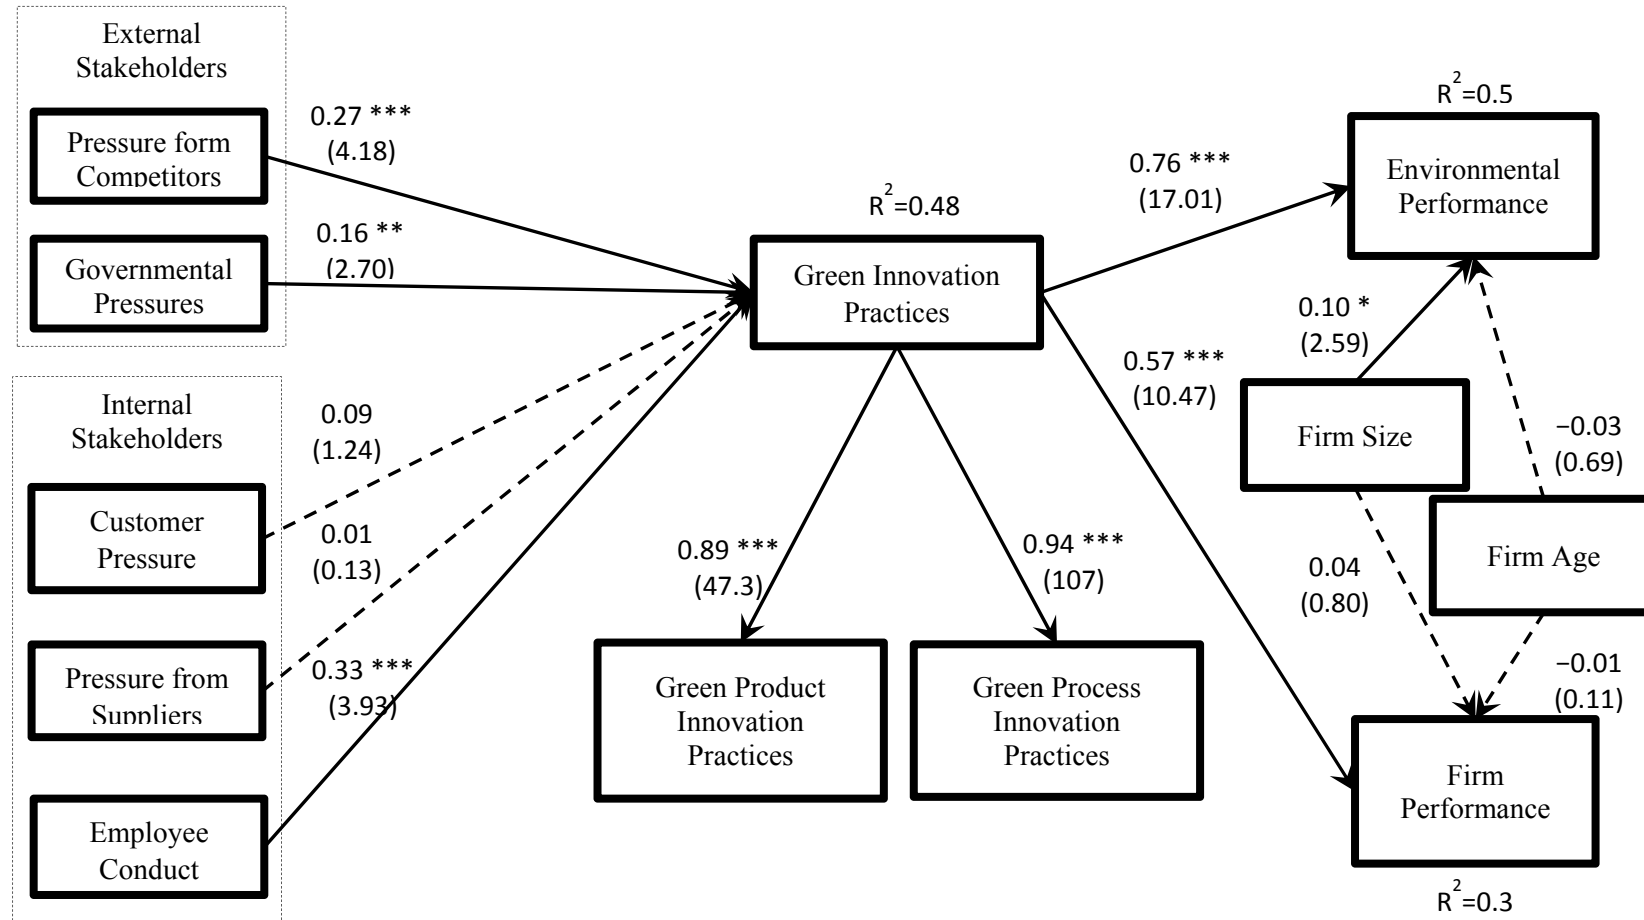 External
Stakeholders
Pressure form
Competitors
Governmental
Pressures
Internal
Stakeholders
Customer
Pressure
Pressure from
Suppliers
Employee
Conduct
0.27 ***
(4.18)
0.16 **
(2.70)
0.09
(1.24)
0.01
(0.13)
0.33 ***
(3.93)
R²=0.48
Green Innovation
Practices
0.89 ***
(47.3)
0.94 ***
(107)
Green Product
Innovation
Practices
Green Process
Innovation
Practices
0.76 ***
(17.01)
0.57 ***
(10.47)
R²=0.5
Environmental
Performance
0.10 *
(2.59)
Firm Size
−0.03
(0.69)
Firm Age
0.04
(0.80)
−0.01
(0.11)
Firm
Performance
R²=0.3